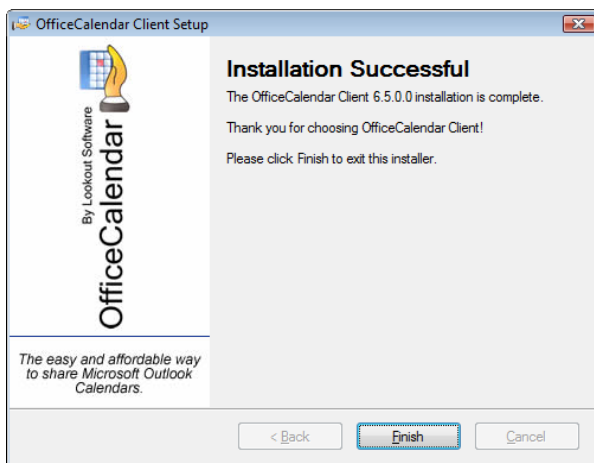 OfficeCalendar Client Setup
By Lookout Software
OfficeCalendar
The easy and affordable way
to share Microsoft Outlook
Calendars.
Installation Successful
The OfficeCalendar Client 6.5.0.0 installation is complete.
Thank you for choosing OfficeCalendar Client!
Please click Finish to exit this installer.
< Back
Finish
Cancel